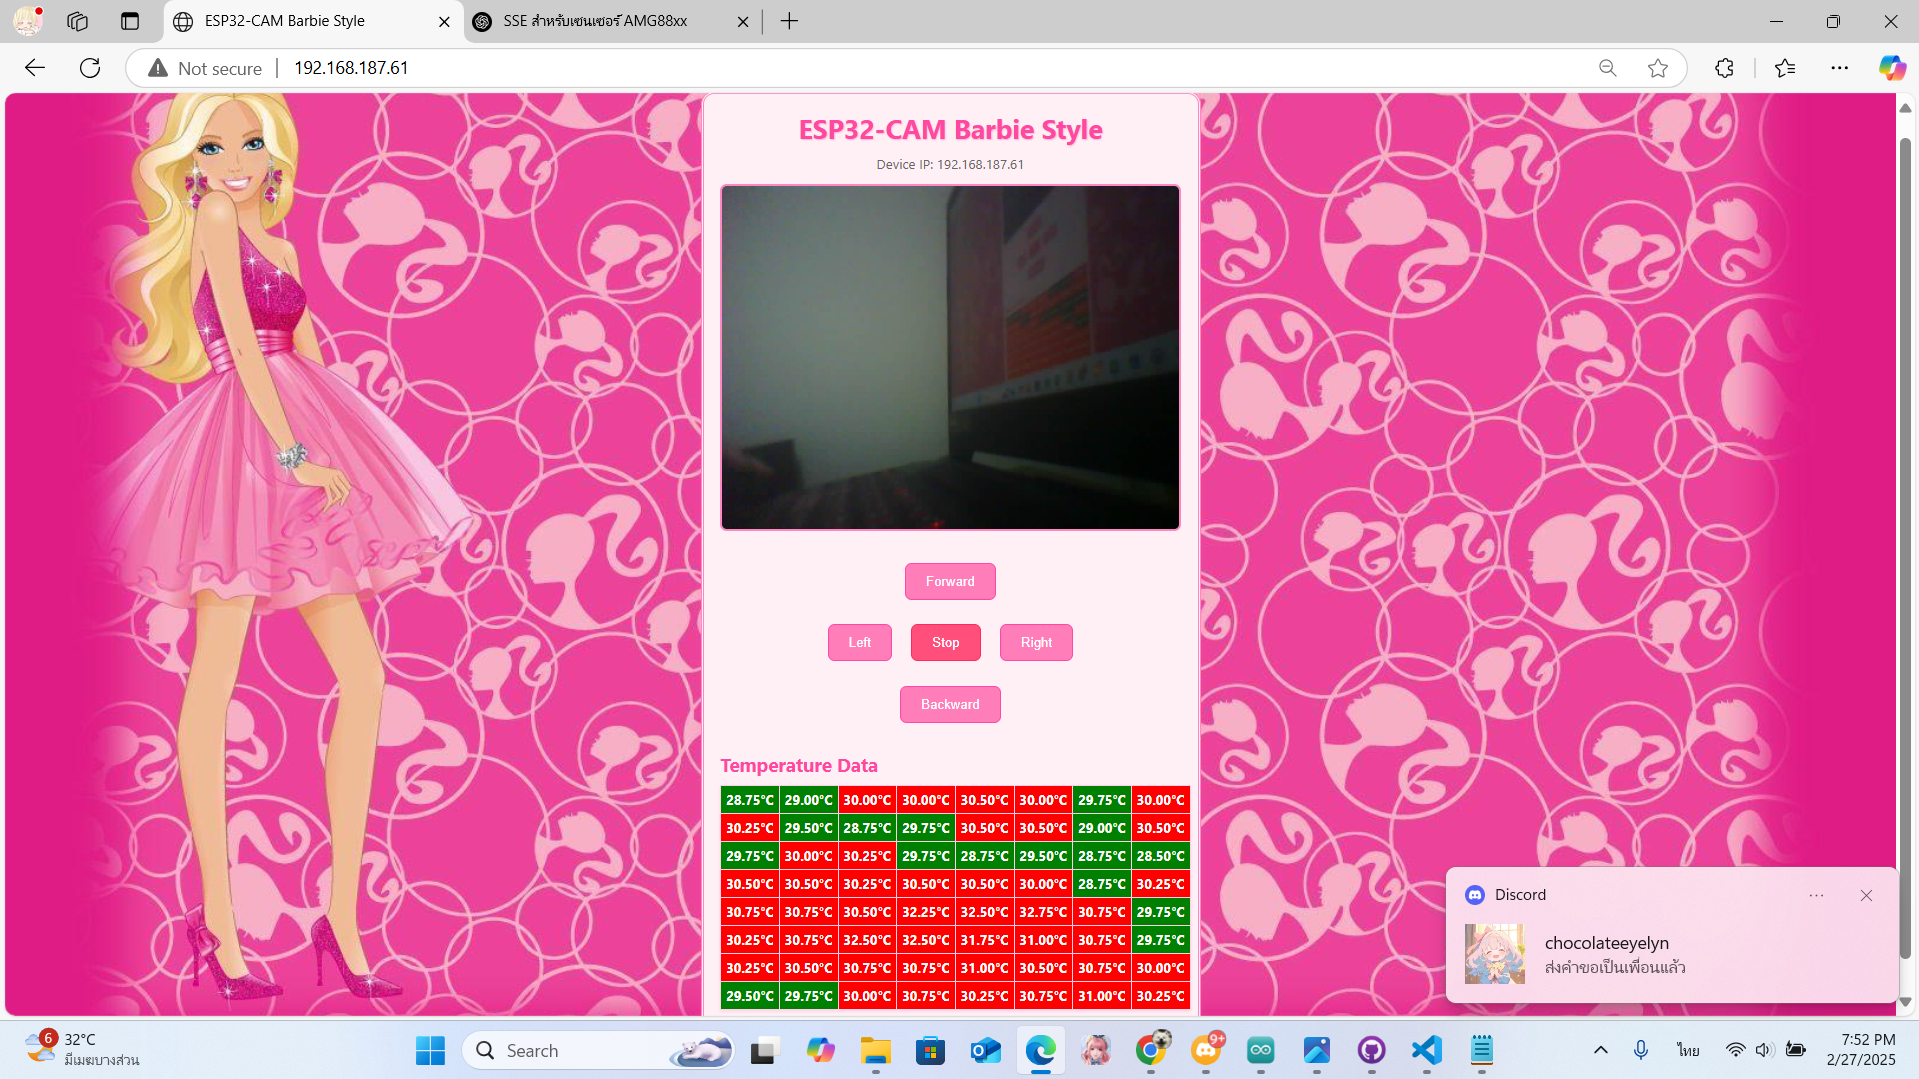 ESP32-CAM Barbie Style
SSE สำหรับเซนเซอร์ AMG88xx
Not secure
192.168.187.61
ESP32-CAM Barbie Style
Device IP: 192.168.187.61
Forward
Left Stop Right
Backward
Temperature Data
28.75°C 29.00°C 30.00°C 30.00°C 30.50°C 30.00°C 29.75°C 30.00°C
30.25°C 29.50°C 28.75°C 29.75°C 30.50°C 30.50°C 29.00°C 30.50°C
29.75°C 30.00°C 30.25°C 29.75°C 28.75°C 29.50°C 28.75°C 28.50°C
30.50°C 30.50°C 30.25°C 30.50°C 30.50°C 30.00°C 28.75°C 30.25°C
30.75°C 30.75°C 30.50°C 32.25°C 32.50°C 32.75°C 30.75°C 29.75°C
30.25°C 30.75°C 32.50°C 32.50°C 31.75°C 31.00°C 30.75°C 29.75°C
30.25°C 30.50°C 30.75°C 30.75°C 31.00°C 30.50°C 30.75°C 30.00°C
29.50°C 29.75°C 30.00°C 30.75°C 30.25°C 30.75°C 31.00°C 30.25°C
Discord
chocolateeyelyn
ส่งคำขอเป็นเพื่อนแล้ว
6
32°C
มีเมฆบางส่วน
Search
9+
ไทย
7:52 PM
2/27/2025